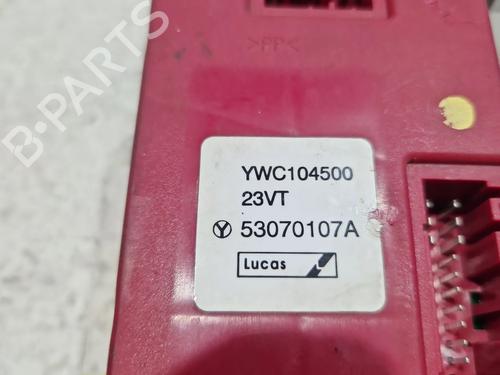 >PP<
YWC104500
23VT
Y 53070107A
Lucas
B-PARTS